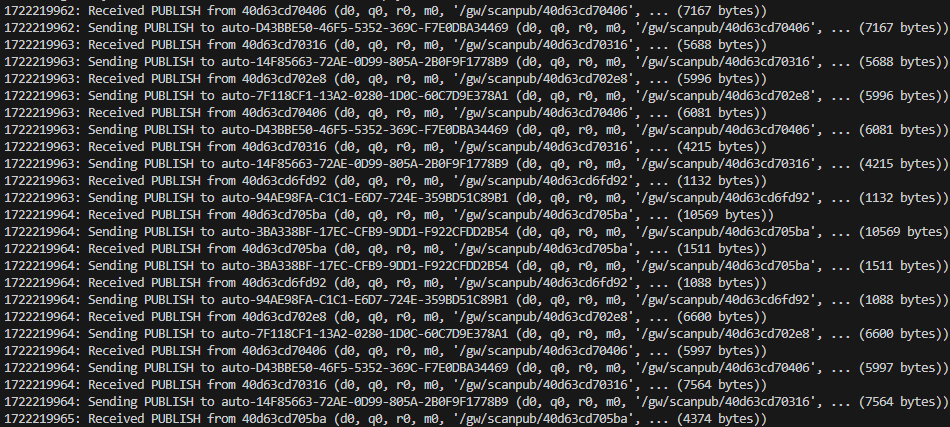 1722219962: Received PUBLISH from 40d63cd70406 (d0, q0, r0, m0, '/gw/scanpub/40d63cd70406', ... (7167 bytes))
1722219962: Sending PUBLISH to auto-D43BBE50-46F5-5352-369C-F7E0DBA34469 (d0, q0, r0, m0, '/gw/scanpub/40d63cd70406', ... (7167 bytes))
1722219963: Received PUBLISH from 40d63cd70316 (d0, q0, r0, m0, '/gw/scanpub/40d63cd70316', ... (5688 bytes))
1722219963: Sending PUBLISH to auto-14F85663-72AE-0D99-805A-2B0F9F1778B9 (d0, q0, r0, m0, '/gw/scanpub/40d63cd70316', ... (5688 bytes))
1722219963: Received PUBLISH from 40d63cd702e8 (d0, q0, r0, m0, '/gw/scanpub/40d63cd702e8', ... (5996 bytes))
1722219963: Sending PUBLISH to auto-7F118CF1-13A2-0280-1D0C-60C7D9E378A1 (d0, q0, r0, m0, '/gw/scanpub/40d63cd702e8', ... (5996 bytes))
1722219963: Received PUBLISH from 40d63cd70406 (d0, q0, r0, m0, '/gw/scanpub/40d63cd70406', ... (6081 bytes))
1722219963: Sending PUBLISH to auto-D43BBE50-46F5-5352-369C-F7E0DBA34469 (d0, q0, r0, m0, '/gw/scanpub/40d63cd70406', ... (6081 bytes))
1722219963: Received PUBLISH from 40d63cd70316 (d0, q0, r0, m0, '/gw/scanpub/40d63cd70316', ... (4215 bytes))
1722219963: Sending PUBLISH to auto-14F85663-72AE-0D99-805A-2B0F9F1778B9 (d0, q0, r0, m0, '/gw/scanpub/40d63cd70316', ... (4215 bytes))
1722219963: Received PUBLISH from 40d63cd6fd92 (d0, q0, r0, m0, '/gw/scanpub/40d63cd6fd92', ... (1132 bytes))
1722219963: Sending PUBLISH to auto-94AE98FA-C1C1-E6D7-724E-359BD51C89B1 (d0, q0, r0, m0, '/gw/scanpub/40d63cd6fd92', ... (1132 bytes))
1722219964: Received PUBLISH from 40d63cd705ba (d0, q0, r0, m0, '/gw/scanpub/40d63cd705ba', ... (10569 bytes))
1722219964: Sending PUBLISH to auto-3BA338BF-17EC-CFB9-9DD1-F922CFDD2B54 (d0, q0, r0, m0, '/gw/scanpub/40d63cd705ba', ... (10569 bytes)
1722219964: Received PUBLISH from 40d63cd705ba (d0, q0, r0, m0, '/gw/scanpub/40d63cd705ba', ... (1511 bytes))
1722219964: Sending PUBLISH to auto-3BA338BF-17EC-CFB9-9DD1-F922CFDD2B54 (d0, q0, r0, m0, '/gw/scanpub/40d63cd705ba', ... (1511 bytes))
1722219964: Received PUBLISH from 40d63cd6fd92 (d0, q0, r0, m0, '/gw/scanpub/40d63cd6fd92', ... (1088 bytes))
1722219964: Sending PUBLISH to auto-94AE98FA-C1C1-E6D7-724E-359BD51C89B1 (d0, q0, r0, m0, '/gw/scanpub/40d63cd6fd92', ... (1088 bytes))
1722219964: Received PUBLISH from 40d63cd702e8 (d0, q0, r0, m0, '/gw/scanpub/40d63cd702e8', ... (6600 bytes))
1722219964: Sending PUBLISH to auto-7F118CF1-13A2-0280-1D0C-60C7D9E378A1 (d0, q0, r0, m0, '/gw/scanpub/40d63cd702e8', ... (6600 bytes))
1722219964: Received PUBLISH from 40d63cd70406 (d0, q0, r0, m0, '/gw/scanpub/40d63cd70406', ... (5997 bytes))
1722219964: Sending PUBLISH to auto-D43BBE50-46F5-5352-369C-F7E0DBA34469 (d0, q0, r0, m0, '/gw/scanpub/40d63cd70406', ... (5997 bytes))
1722219964: Received PUBLISH from 40d63cd70316 (d0, q0, r0, m0, '/gw/scanpub/40d63cd70316', ... (7564 bytes))
1722219964: Sending PUBLISH to auto-14F85663-72AE-0D99-805A-2B0F9F1778B9 (d0, q0, r0, m0, '/gw/scanpub/40d63cd70316', ... (7564 bytes))
1722219965: Received PUBLISH from 40d63cd705ba (d0, q0, r0, m0, '/gw/scanpub/40d63cd705ba', ... (4374 bytes))